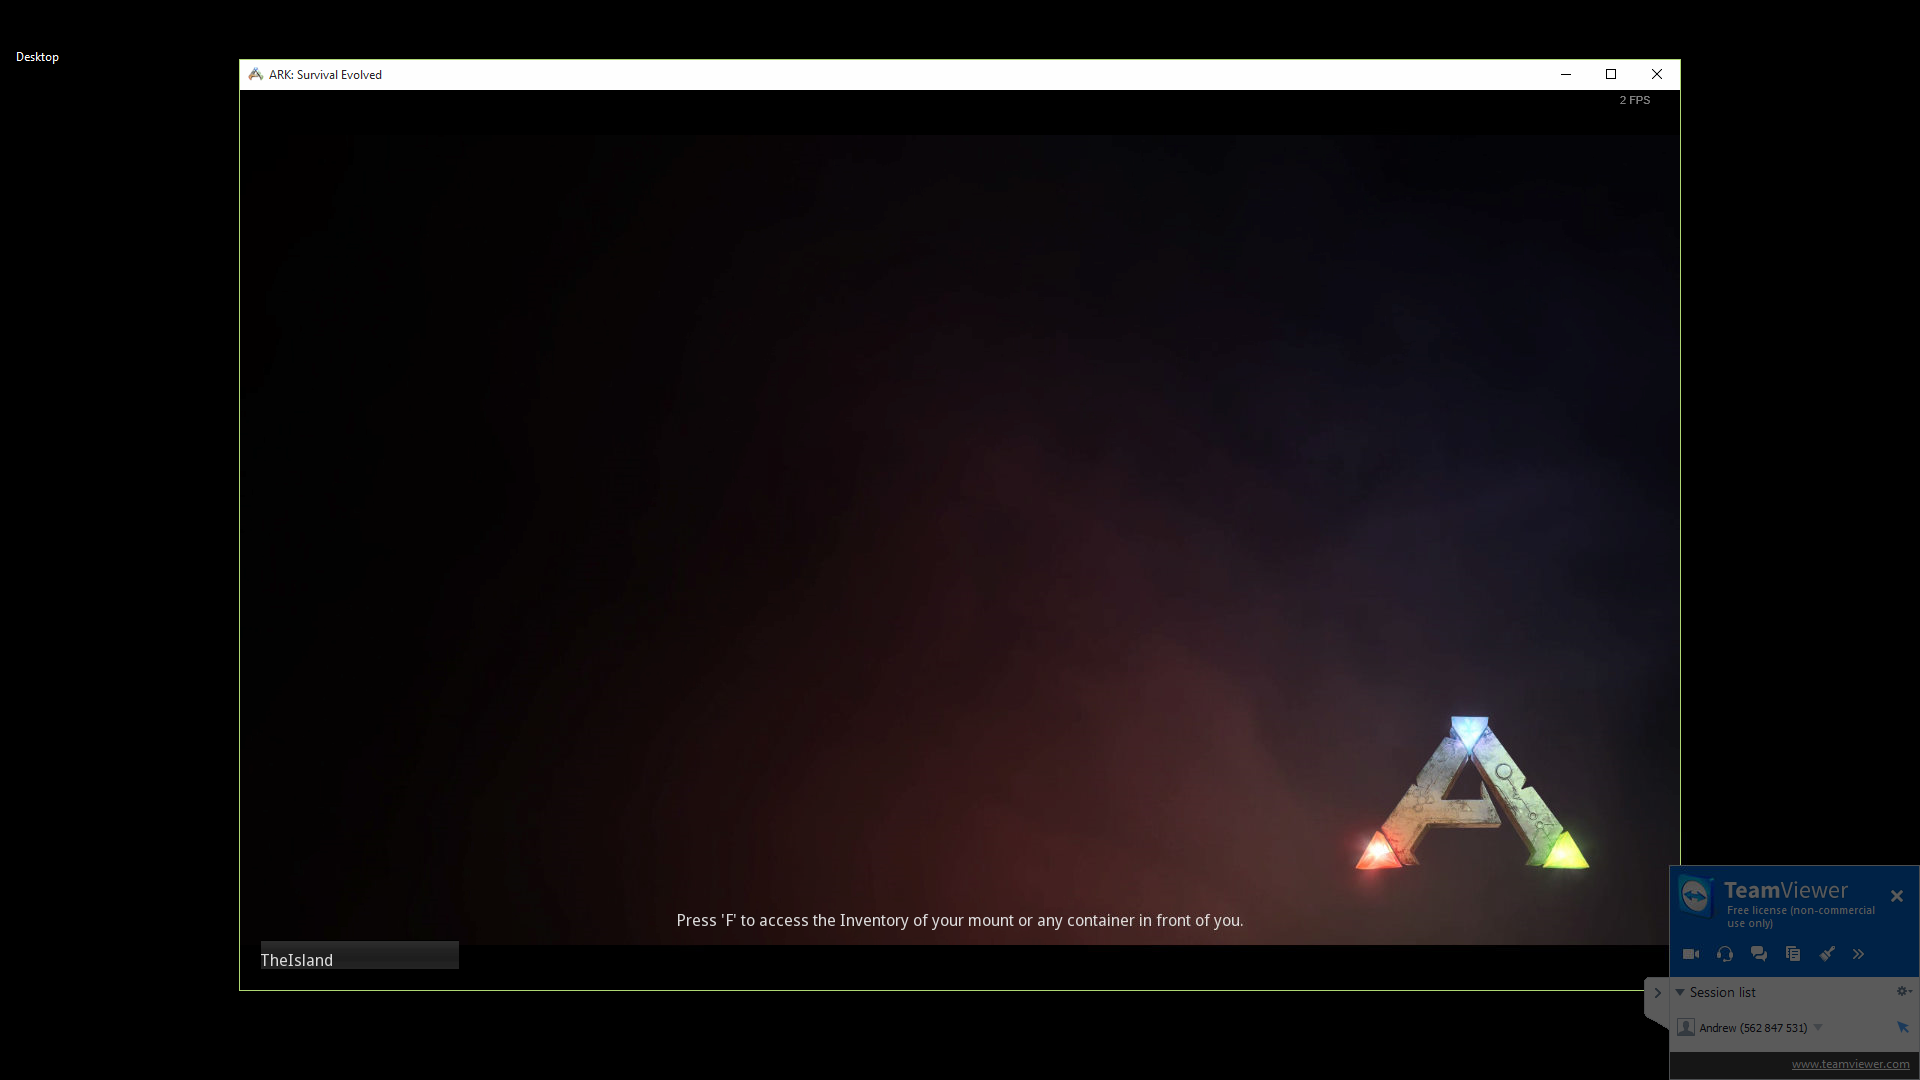 Desktop
ARK: Survival Evolved
2 FPS
Press 'F' to access the Inventory of your mount or any container in front of you.
TheIsland
TeamViewer
Free license (non-commercial
use only)
Session list
Andrew (562 847 531)
www.teamviewer.com